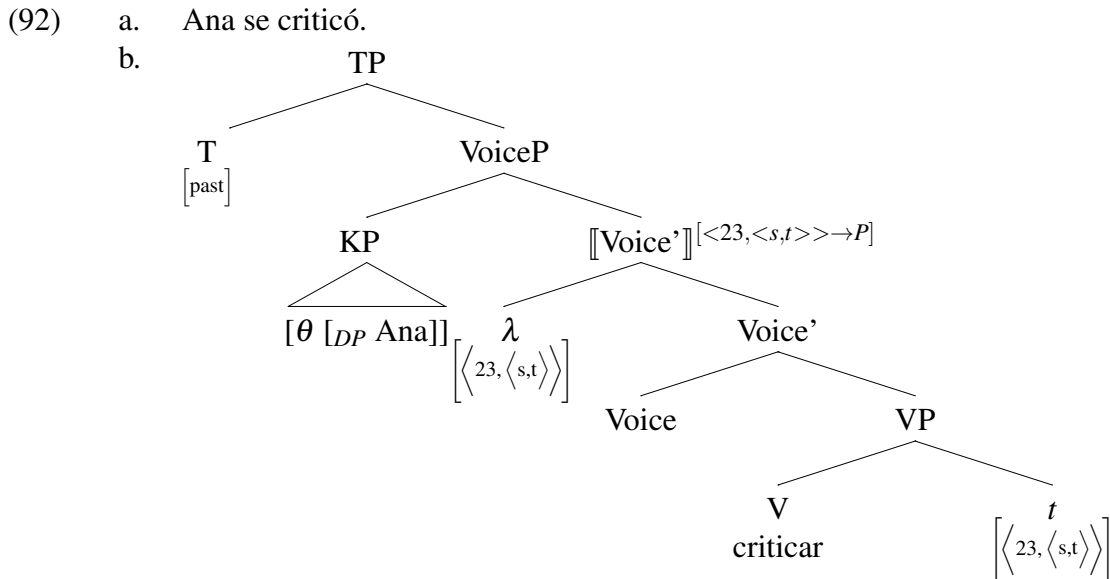 (92) a. Ana se criticó.
b.
TP
T VoiceP
[past]
KP ⟦Voice'⟧[<23,<s,t>>→P]
[θ [DP Ana]] λ Voice'
[⟨23,⟨s,t⟩⟩]
Voice VP
V t
criticar [⟨23,⟨s,t⟩⟩]